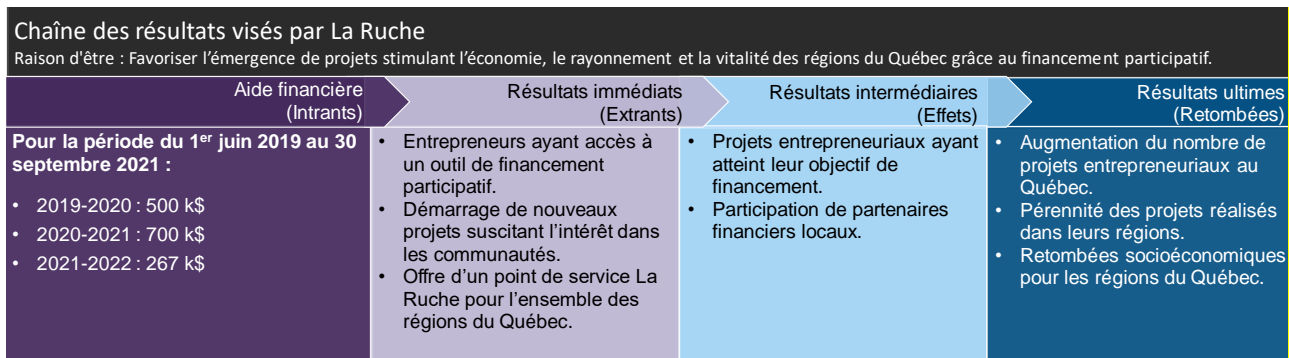 Chaîne des résultats visés par La Ruche
Raison d'être : Favoriser l'émergence de projets stimulant l'économie, le rayonnement et la vitalité des régions du Québec grâce au financement participatif.
Aide financière
(Intrants)
Pour la période du 1er juin 2019 au 30
septembre 2021 :
• 2019-2020 : 500 k$
• 2020-2021 : 700 k$
• 2021-2022 : 267 k$
Résultats immédiats
(Extrants)
• Entrepreneurs ayant accès à
un outil de financement
participatif.
• Démarrage de nouveaux
projets suscitant l'intérêt dans
les communautés.
• Offre d'un point de service La
Ruche pour l'ensemble des
régions du Québec.
Résultats intermédiaires
(Effets)
• Projets entrepreneuriaux ayant
atteint leur objectif de
financement.
• Participation de partenaires
financiers locaux.
Résultats ultimes
(Retombées)
• Augmentation du nombre de
projets entrepreneuriaux au
Québec.
• Pérennité des projets réalisés
dans leurs régions.
• Retombées socioéconomiques
pour les régions du Québec.